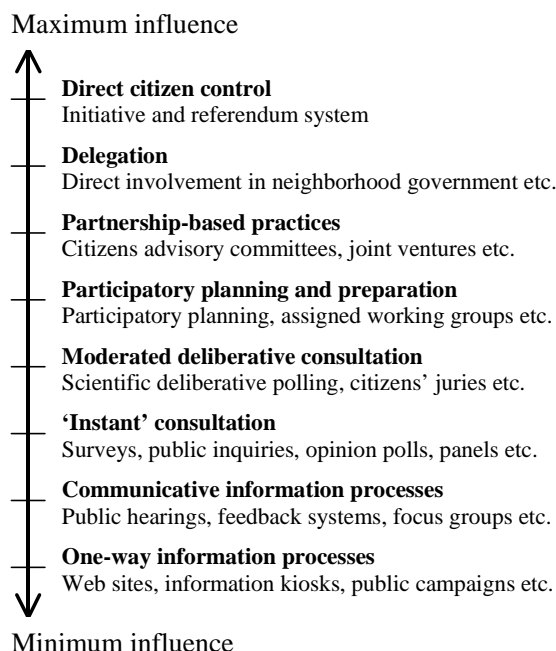 Maximum influence
Direct citizen control
Initiative and referendum system
Delegation
Direct involvement in neighborhood government etc.
Partnership-based practices
Citizens advisory committees, joint ventures etc.
Participatory planning and preparation
Participatory planning, assigned working groups etc.
Moderated deliberative consultation
Scientific deliberative polling, citizens’ juries etc.
‘Instant’ consultation
Surveys, public inquiries, opinion polls, panels etc.
Communicative information processes
Public hearings, feedback systems, focus groups etc.
One-way information processes
Web sites, information kiosks, public campaigns etc.
Minimum influence